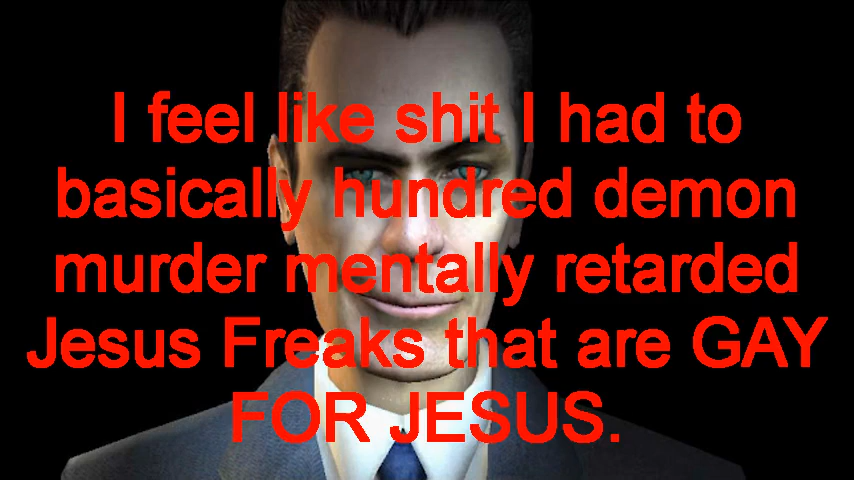 I feel like shit I had to
basically hundred demon
murder mentally retarded
Jesus Freaks that are GAY
FOR JESUS.